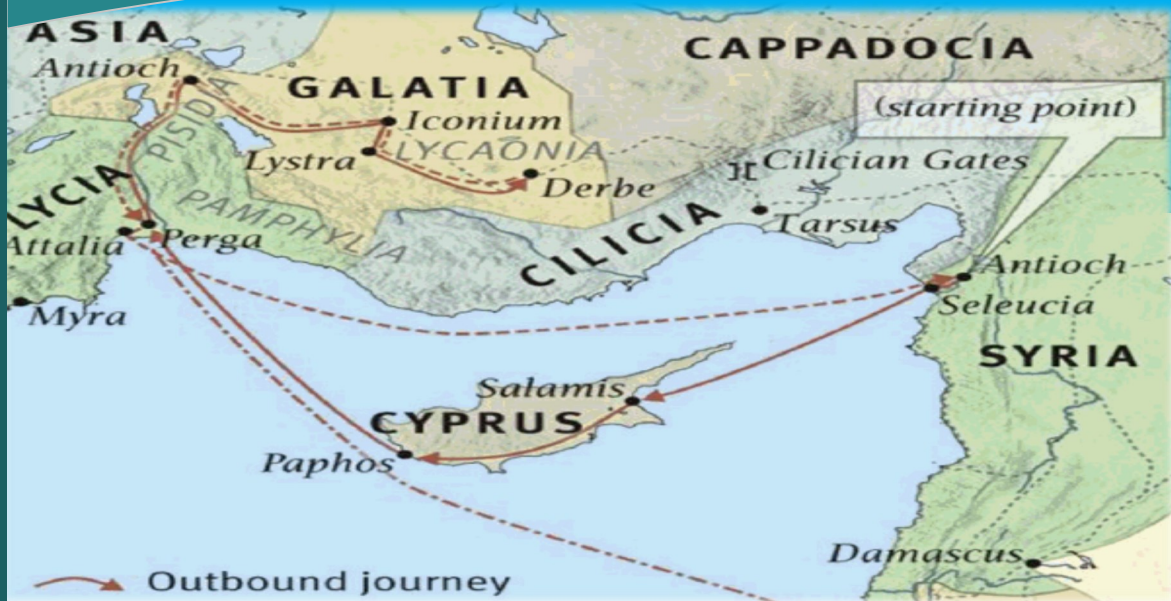 ASIA
CAPPADOCIA
Antioch
GALATIA
(starting point)
PISIDA
Iconium
Lystra
LYCAONIA
Cilician Gates
Derbe
LYCIA
PAMPHYLIA
CILICIA
Tarsus
Attalia
Perga
Antioch
Seleucia
Myra
SYRIA
Salamis
CYPRUS
Paphos
Damascus
Outbound journey